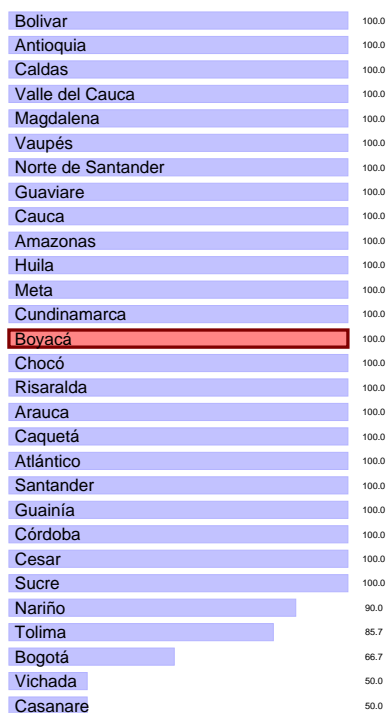 Bolivar 100.0
Antioquia 100.0
Caldas 100.0
Valle del Cauca 100.0
Magdalena 100.0
Vaupés 100.0
Norte de Santander 100.0
Guaviare 100.0
Cauca 100.0
Amazonas 100.0
Huila 100.0
Meta 100.0
Cundinamarca 100.0
Boyacá 100.0
Chocó 100.0
Risaralda 100.0
Arauca 100.0
Caquetá 100.0
Atlántico 100.0
Santander 100.0
Guainía 100.0
Córdoba 100.0
Cesar 100.0
Sucre 100.0
Nariño 90.0
Tolima 85.7
Bogotá 66.7
Vichada 50.0
Casanare 50.0